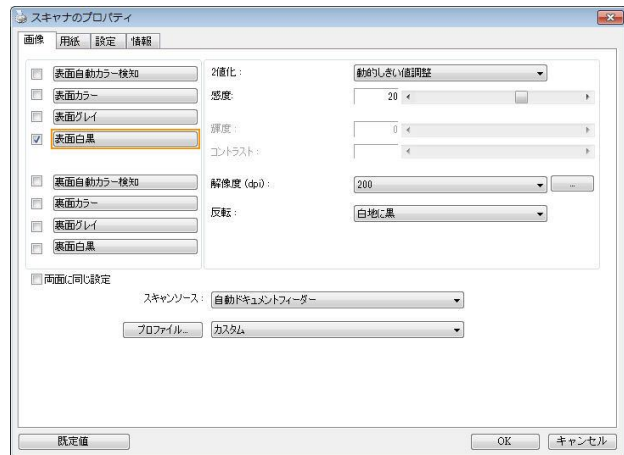 スキャナのプロパティ
画像 用紙 設定 情報
表面自動カラー検知
表面カラー
表面グレイ
表面白黒
裏面自動カラー検知
裏面カラー
裏面グレイ
裏面白黒
2値化: 動的しきい値調整
感度: 20
輝度: 0
コントラスト:
解像度 (dpi): 200 ...
反転: 白地に黒
両面に同じ設定
スキャンソース: 自動ドキュメントフィーダー
プロファイル... カスタム
既定値 OK キャンセル